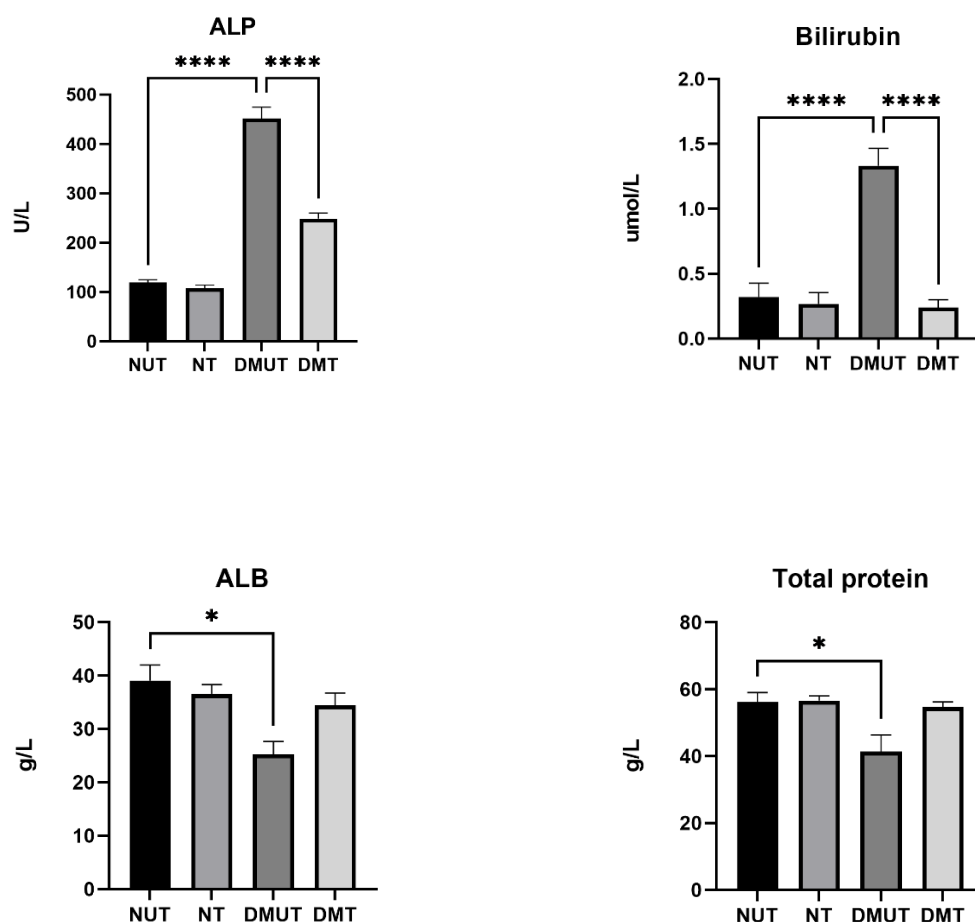 ALP
**** ****
500
400
300
200
100
0
U/L
NUT NT DMUT DMT
Bilirubin
**** ****
2.0
1.5
1.0
0.5
0.0
umol/L
NUT NT DMUT DMT
ALB
*
50
40
30
20
10
0
g/L
NUT NT DMUT DMT
Total protein
*
80
60
40
20
0
g/L
NUT NT DMUT DMT